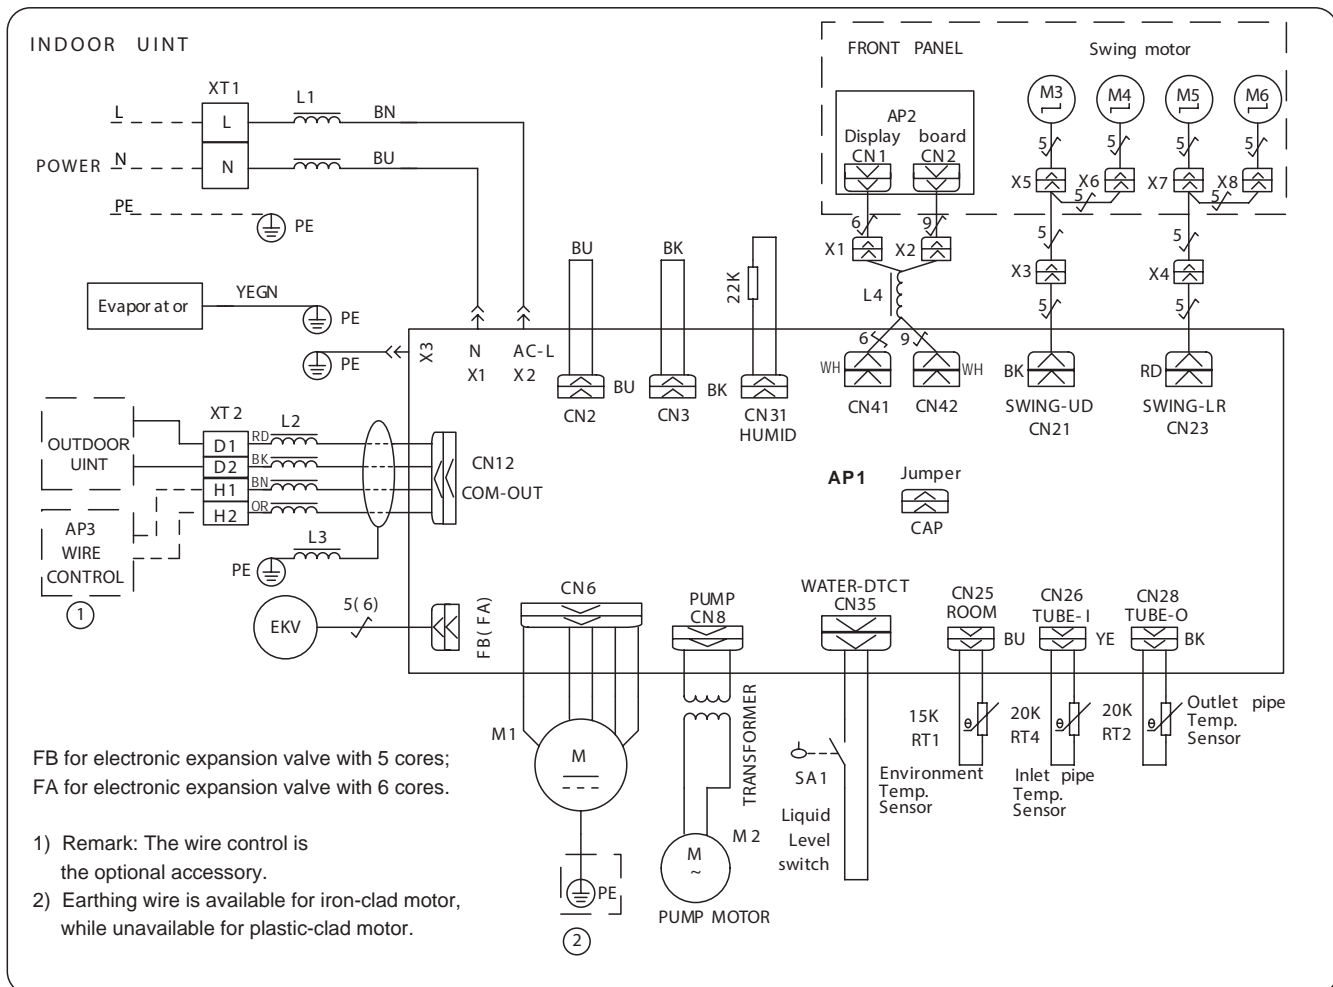 INDOOR UINT
FRONT PANEL
Swing motor
XT1
L1
BN
L
L
POWER
N
N
BU
PE
PE
AP2
Display board
CN1 CN2
M3 M4 M5 M6
5 5 5 5
X5 X6 X7 X8
5 5
6 9
X1 X2
5 5
X3 X4
L4
5 5
6 9
Evaporator
YEGN
PE
PE
X3
N AC-L
X1 X2
BU
BK
22K
CN2
BU
CN3
BK
CN31
HUMID
WH
CN41
WH
CN42
BK
SWING-UD
CN21
RD
SWING-LR
CN23
OUTDOOR
UINT
AP3
WIRE
CONTROL
1
XT2
L2
D1
RD
D2
BK
H1
BN
H2
OR
CN12
COM-OUT
L3
PE
AP1
Jumper
CAP
EKV
5(6)
FB(FA)
CN6
PUMP
CN8
WATER-DTCT
CN35
CN25
ROOM
BU
CN26
TUBE-I
YE
CN28
TUBE-O
BK
M1
M
PE
2
TRANSFORMER
M2
M
~
PUMP MOTOR
SA1
Liquid
Level
switch
15K
RT1
θ
Environment
Temp.
Sensor
20K
RT4
θ
Inlet pipe
Temp.
Sensor
20K
RT2
θ
Outlet pipe
Temp.
Sensor
FB for electronic expansion valve with 5 cores;
FA for electronic expansion valve with 6 cores.
1) Remark: The wire control is
the optional accessory.
2) Earthing wire is available for iron-clad motor,
while unavailable for plastic-clad motor.